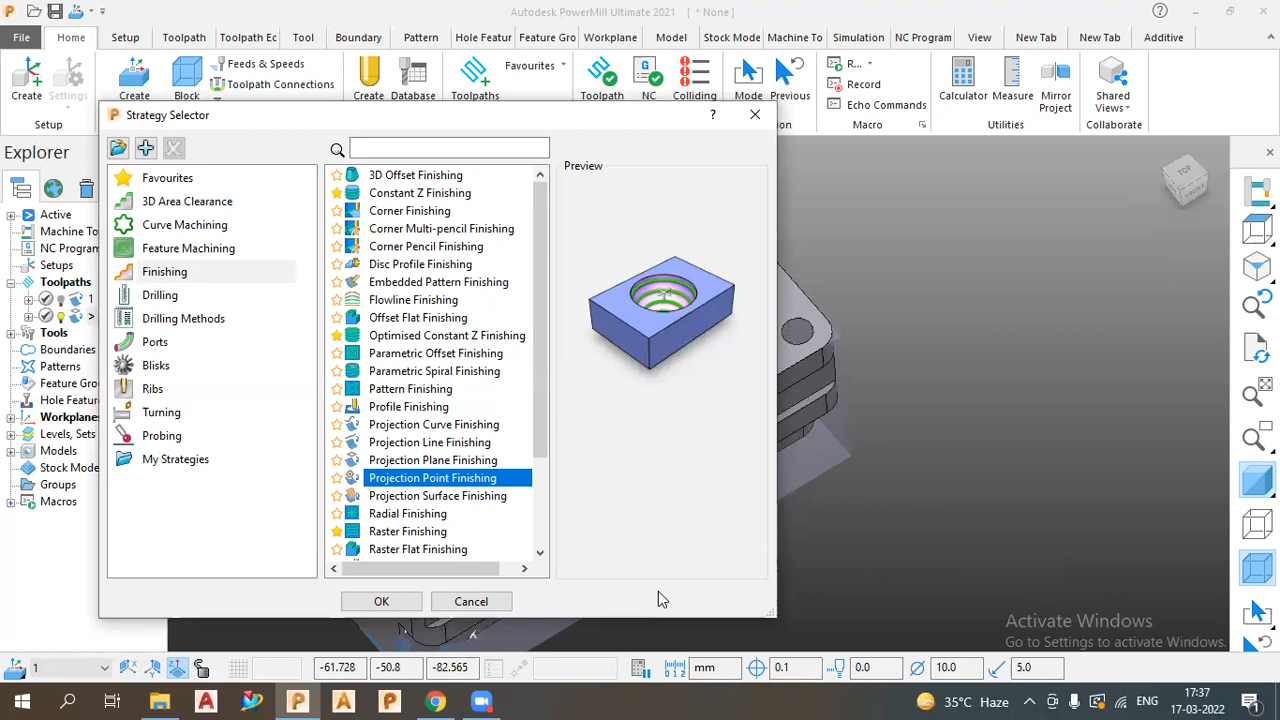 Autodesk PowerMill Ultimate 2021 [ * None ]
File Home Setup Toolpath Toolpath Ec Tool Boundary Pattern Hole Featur Feature Gro Workplane Model Stock Mode Machine To Simulation NC Program View New Tab New Tab Additive
Feeds & Speeds
Toolpath Connections
Favourites
R...
Record
Echo Commands
Create Settings Create Block Create Database Toolpaths Toolpath NC Colliding Mode Previous Calculator Measure Mirror Project Shared Views
Setup Macro Utilities Collaborate
Strategy Selector
?
Explorer
Active
Machine To
NC Program
Setups
Toolpaths
1
>
Tools
Boundaries
Patterns
Feature Gro
Hole Feature
Workplanes
Levels, Sets
Models
Stock Mode
Groups
Macros
Favourites
3D Area Clearance
Curve Machining
Feature Machining
Finishing
Drilling
Drilling Methods
Ports
Blisks
Ribs
Turning
Probing
My Strategies
3D Offset Finishing
Constant Z Finishing
Corner Finishing
Corner Multi-pencil Finishing
Corner Pencil Finishing
Disc Profile Finishing
Embedded Pattern Finishing
Flowline Finishing
Offset Flat Finishing
Optimised Constant Z Finishing
Parametric Offset Finishing
Parametric Spiral Finishing
Pattern Finishing
Profile Finishing
Projection Curve Finishing
Projection Line Finishing
Projection Plane Finishing
Projection Point Finishing
Projection Surface Finishing
Radial Finishing
Raster Finishing
Raster Flat Finishing
Preview
OK Cancel
TOP
Activate Windows
Go to Settings to activate Windows.
1 -61.728 -50.8 -82.565 mm 0.1 0.0 10.0 5.0
35°C Haze ENG 17:37
17-03-2022